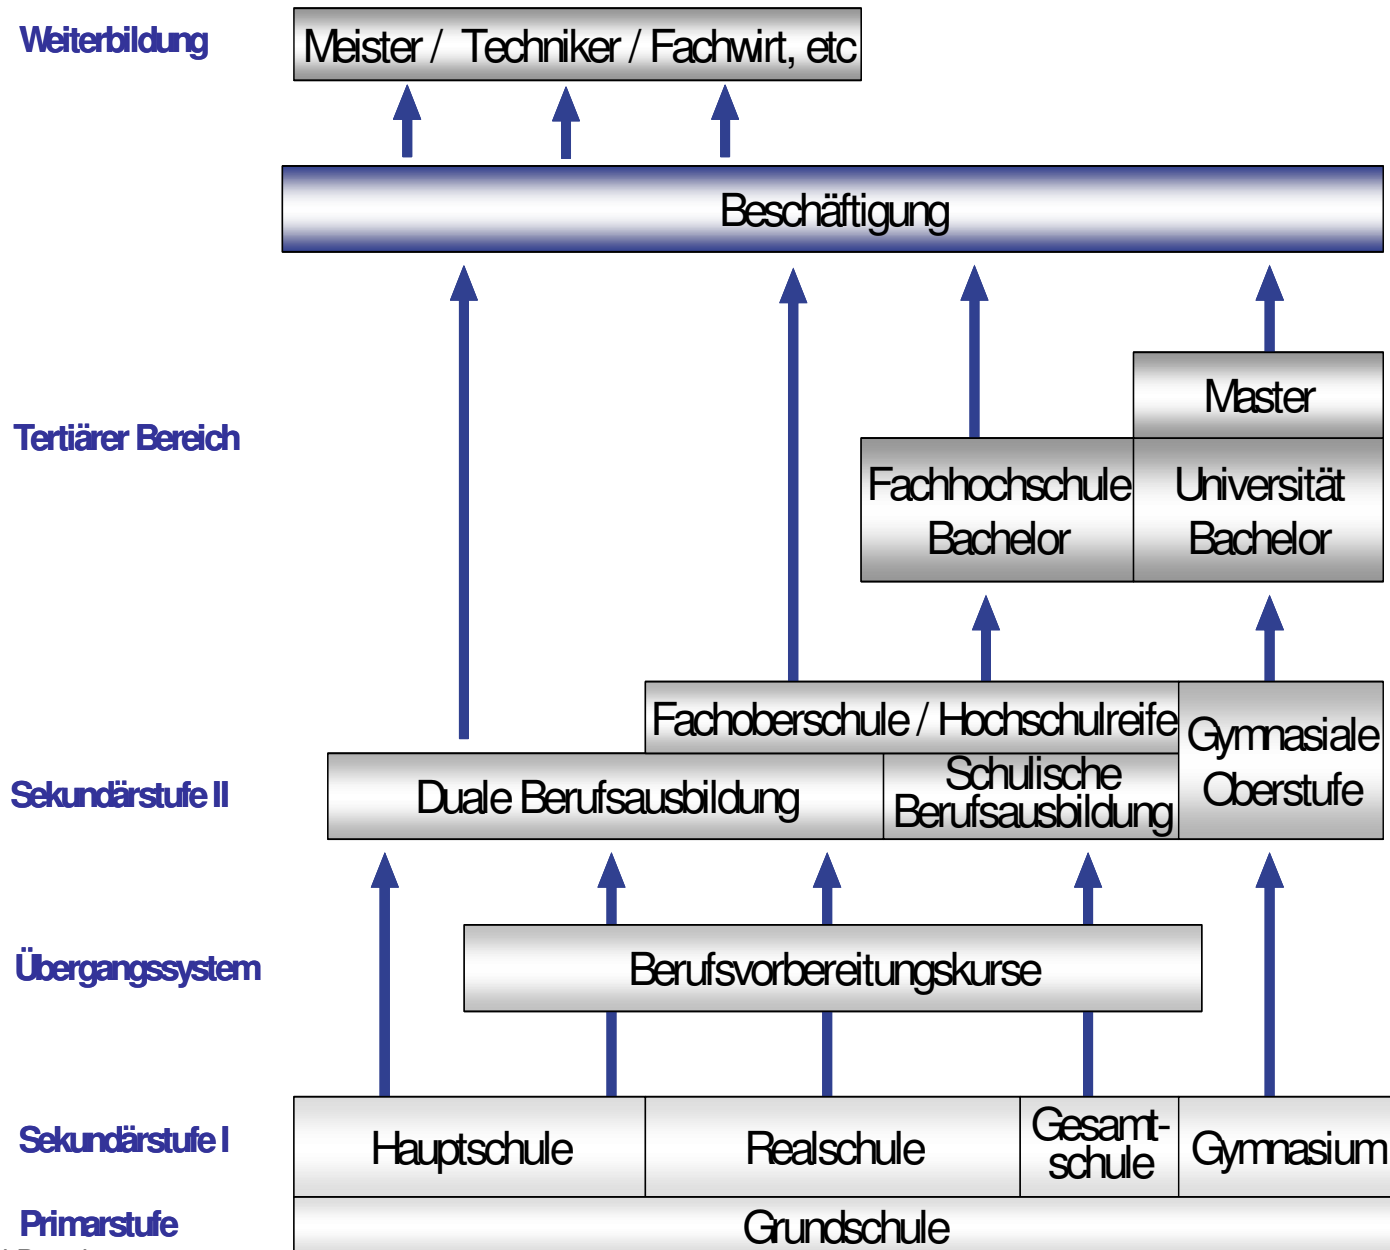 Weiterbildung
Meister / Techniker / Fachwirt, etc
Beschäftigung
Tertiärer Bereich
Master
Fachhochschule
Bachelor
Universität
Bachelor
Sekundärstufe II
Fachoberschule / Hochschulreife
Gymnasiale
Oberstufe
Duale Berufsausbildung
Schulische
Berufsausbildung
Übergangssystem
Berufsvorbereitungskurse
Sekundärstufe I
Hauptschule
Realschule
Gesamt-
schule
Gymnasium
Primarstufe
Grundschule